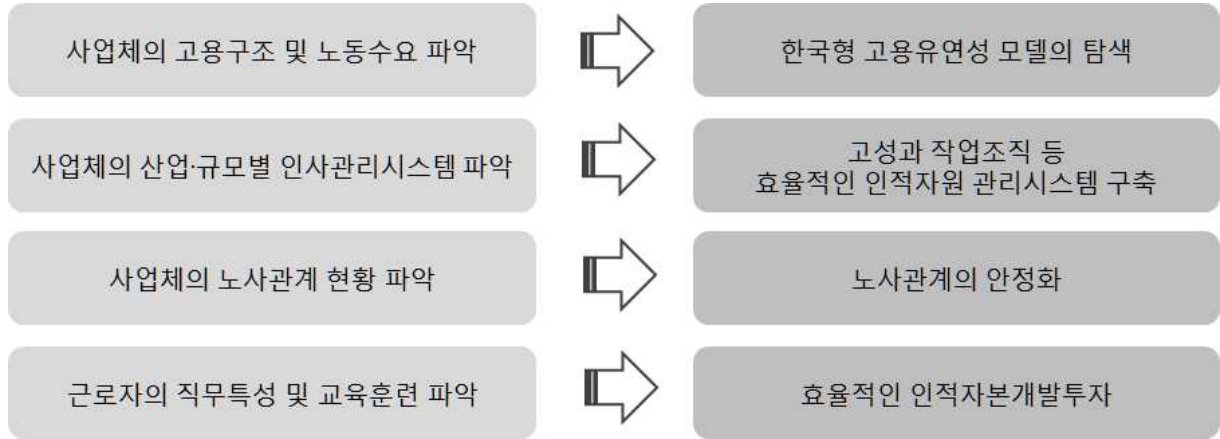 사업체의 고용구조 및 노동수요 파악
한국형 고용유연성 모델의 탐색
사업체의 산업·규모별 인사관리시스템 파악
고성과 작업조직 등
효율적인 인적자원 관리시스템 구축
사업체의 노사관계 현황 파악
노사관계의 안정화
근로자의 직무특성 및 교육훈련 파악
효율적인 인적자본개발투자